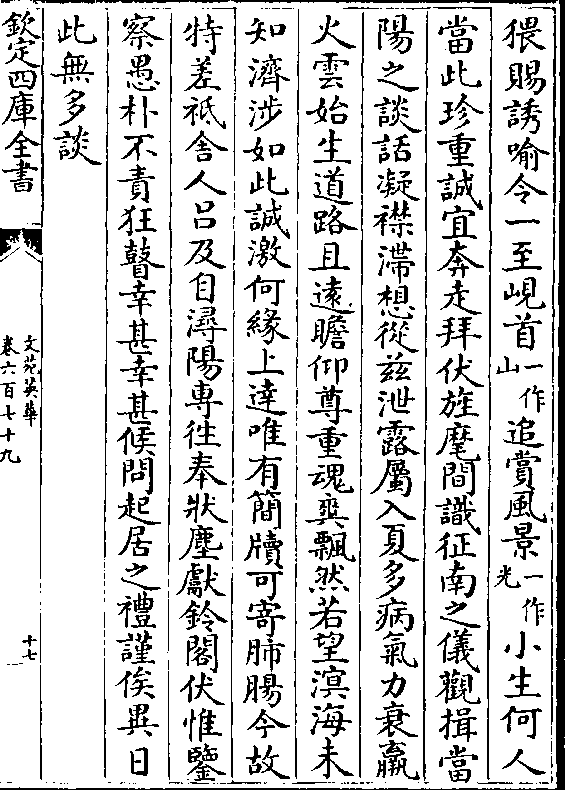 猥賜誘喻令一至峴首一作山追賞風景一作光小生何人
當此珍重誠宜奔走拜伏旌麾間識征南之儀觀揖當
陽之談話凝襟滯想從兹泄露屬入夏多病氣力衰羸
火雲始生道路且遠瞻仰尊重魂爽飄然若望溟海未
知濟涉如此誠激何緣上達唯有簡牘可寄肺腸今故
特差祇舍人吕及自潯陽專往奉狀塵獻鈴閣伏惟鑒
察愚朴不責狂瞽幸甚幸甚候問起居之禮謹俟異日
此無多談
欽定四庫全書
文苑英華
卷六百七十九
十七